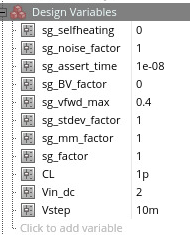 Design Variables
sg_selfheating 0
sg_noise_factor 1
sg_assert_time 1e-08
sg_BV_factor 0
sg_vfwd_max 0.4
sg_stdev_factor 1
sg_mm_factor 1
sg_factor 1
CL 1p
Vin_dc 2
Vstep 10m
Click to add variable